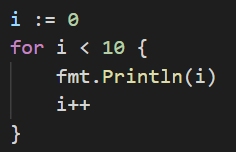 i := 0
for i < 10 {
    fmt.Println(i)
    i++
}